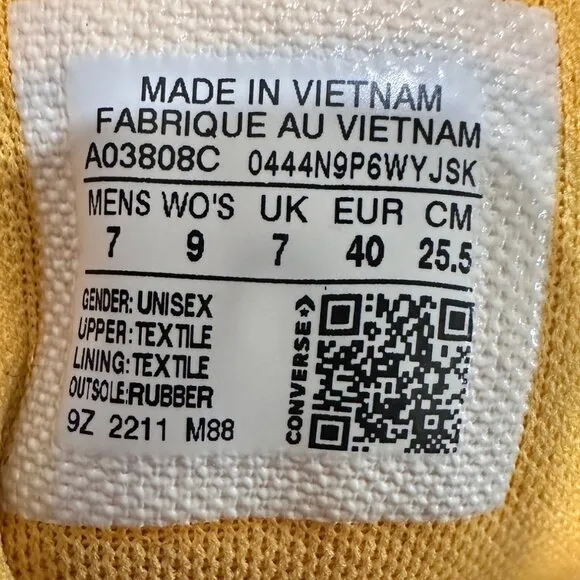 MADE IN VIETNAM
FABRIQUE AU VIETNAM
A03808C 0444N9P6WYJSK
MENS WO'S UK EUR CM
7 9 7 40 25.5
GENDER: UNISEX
UPPER: TEXTILE
LINING: TEXTILE
OUTSOLE:RUBBER
9Z 2211 M88
CONVERSE